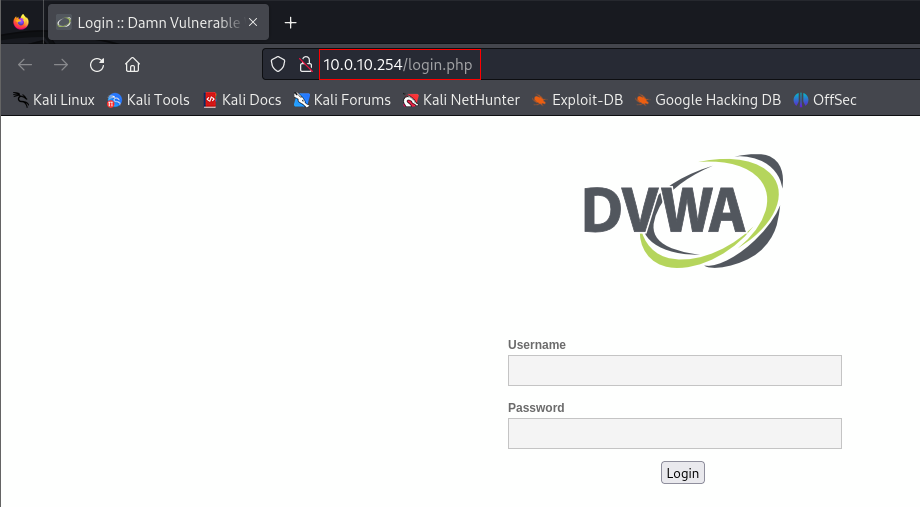 Login :: Damn Vulnerable
10.0.10.254/login.php
Kali Linux Kali Tools Kali Docs Kali Forums Kali NetHunter Exploit-DB Google Hacking DB OffSec
DVWA
Username
Password
Login